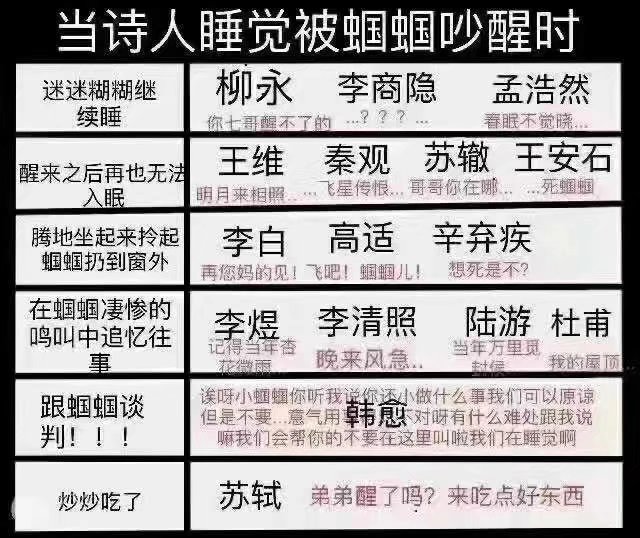 当诗人睡觉被蝈蝈吵醒时
迷迷糊糊继
续睡
柳永 李商隐 孟浩然
你七哥醒不了的 ...？？？... 春眠不觉晓...
醒来之后再也无法
入眠
王维 秦观 苏辙 王安石
明月来相照... ...飞星传恨... 哥哥你在哪... ...死蝈蝈
腾地坐起来拎起
蝈蝈扔到窗外
李白 高适 辛弃疾
再您妈的见！ 飞吧！蝈蝈儿！ 想死是不？
在蝈蝈凄惨的
鸣叫中追忆往
事
李煜 李清照 陆游 杜甫
记得当年杏
花微雨... 晚来风急.. 当年万里觅
封侯... 我的屋顶...
跟蝈蝈谈
判！！！
诶呀小蝈蝈你听我说你还小做什么事我们可以原谅
但是不要...意气用 韩愈 不对呀有什么难处跟我说
嘛我们会帮你的不要在这里叫啦我们在睡觉啊
炒炒吃了
苏轼 弟弟醒了吗？来吃点好东西